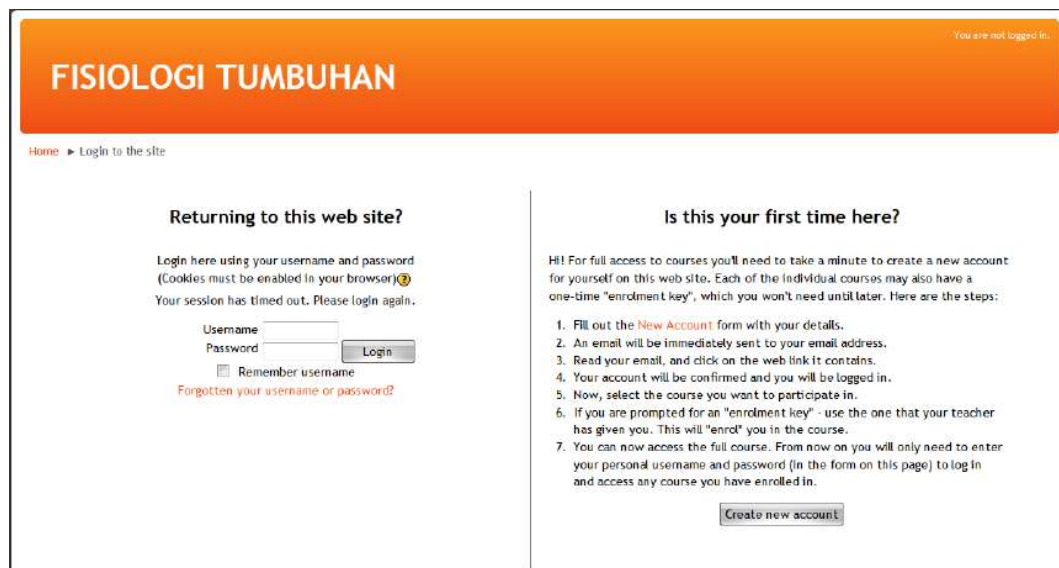 You are not logged in.
FISIOLOGI TUMBUHAN
Home ► Login to the site
Returning to this web site?
Login here using your username and password
(Cookies must be enabled in your browser)
Your session has timed out. Please login again.
Username
Password
Login
Remember username
Forgotten your username or password?
Is this your first time here?
Hi! For full access to courses you'll need to take a minute to create a new account
for yourself on this web site. Each of the individual courses may also have a
one-time "enrolment key", which you won't need until later. Here are the steps:
1. Fill out the New Account form with your details.
2. An email will be immediately sent to your email address.
3. Read your email, and click on the web link it contains.
4. Your account will be confirmed and you will be logged in.
5. Now, select the course you want to participate in.
6. If you are prompted for an "enrolment key" - use the one that your teacher
has given you. This will "enrol" you in the course.
7. You can now access the full course. From now on you will only need to enter
your personal username and password (in the form on this page) to log in
and access any course you have enrolled in.
Create new account